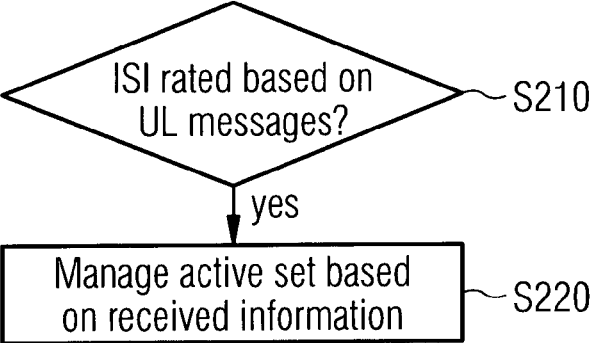 ISI rated based on
UL messages?
S210
yes
Manage active set based
on received information
S220